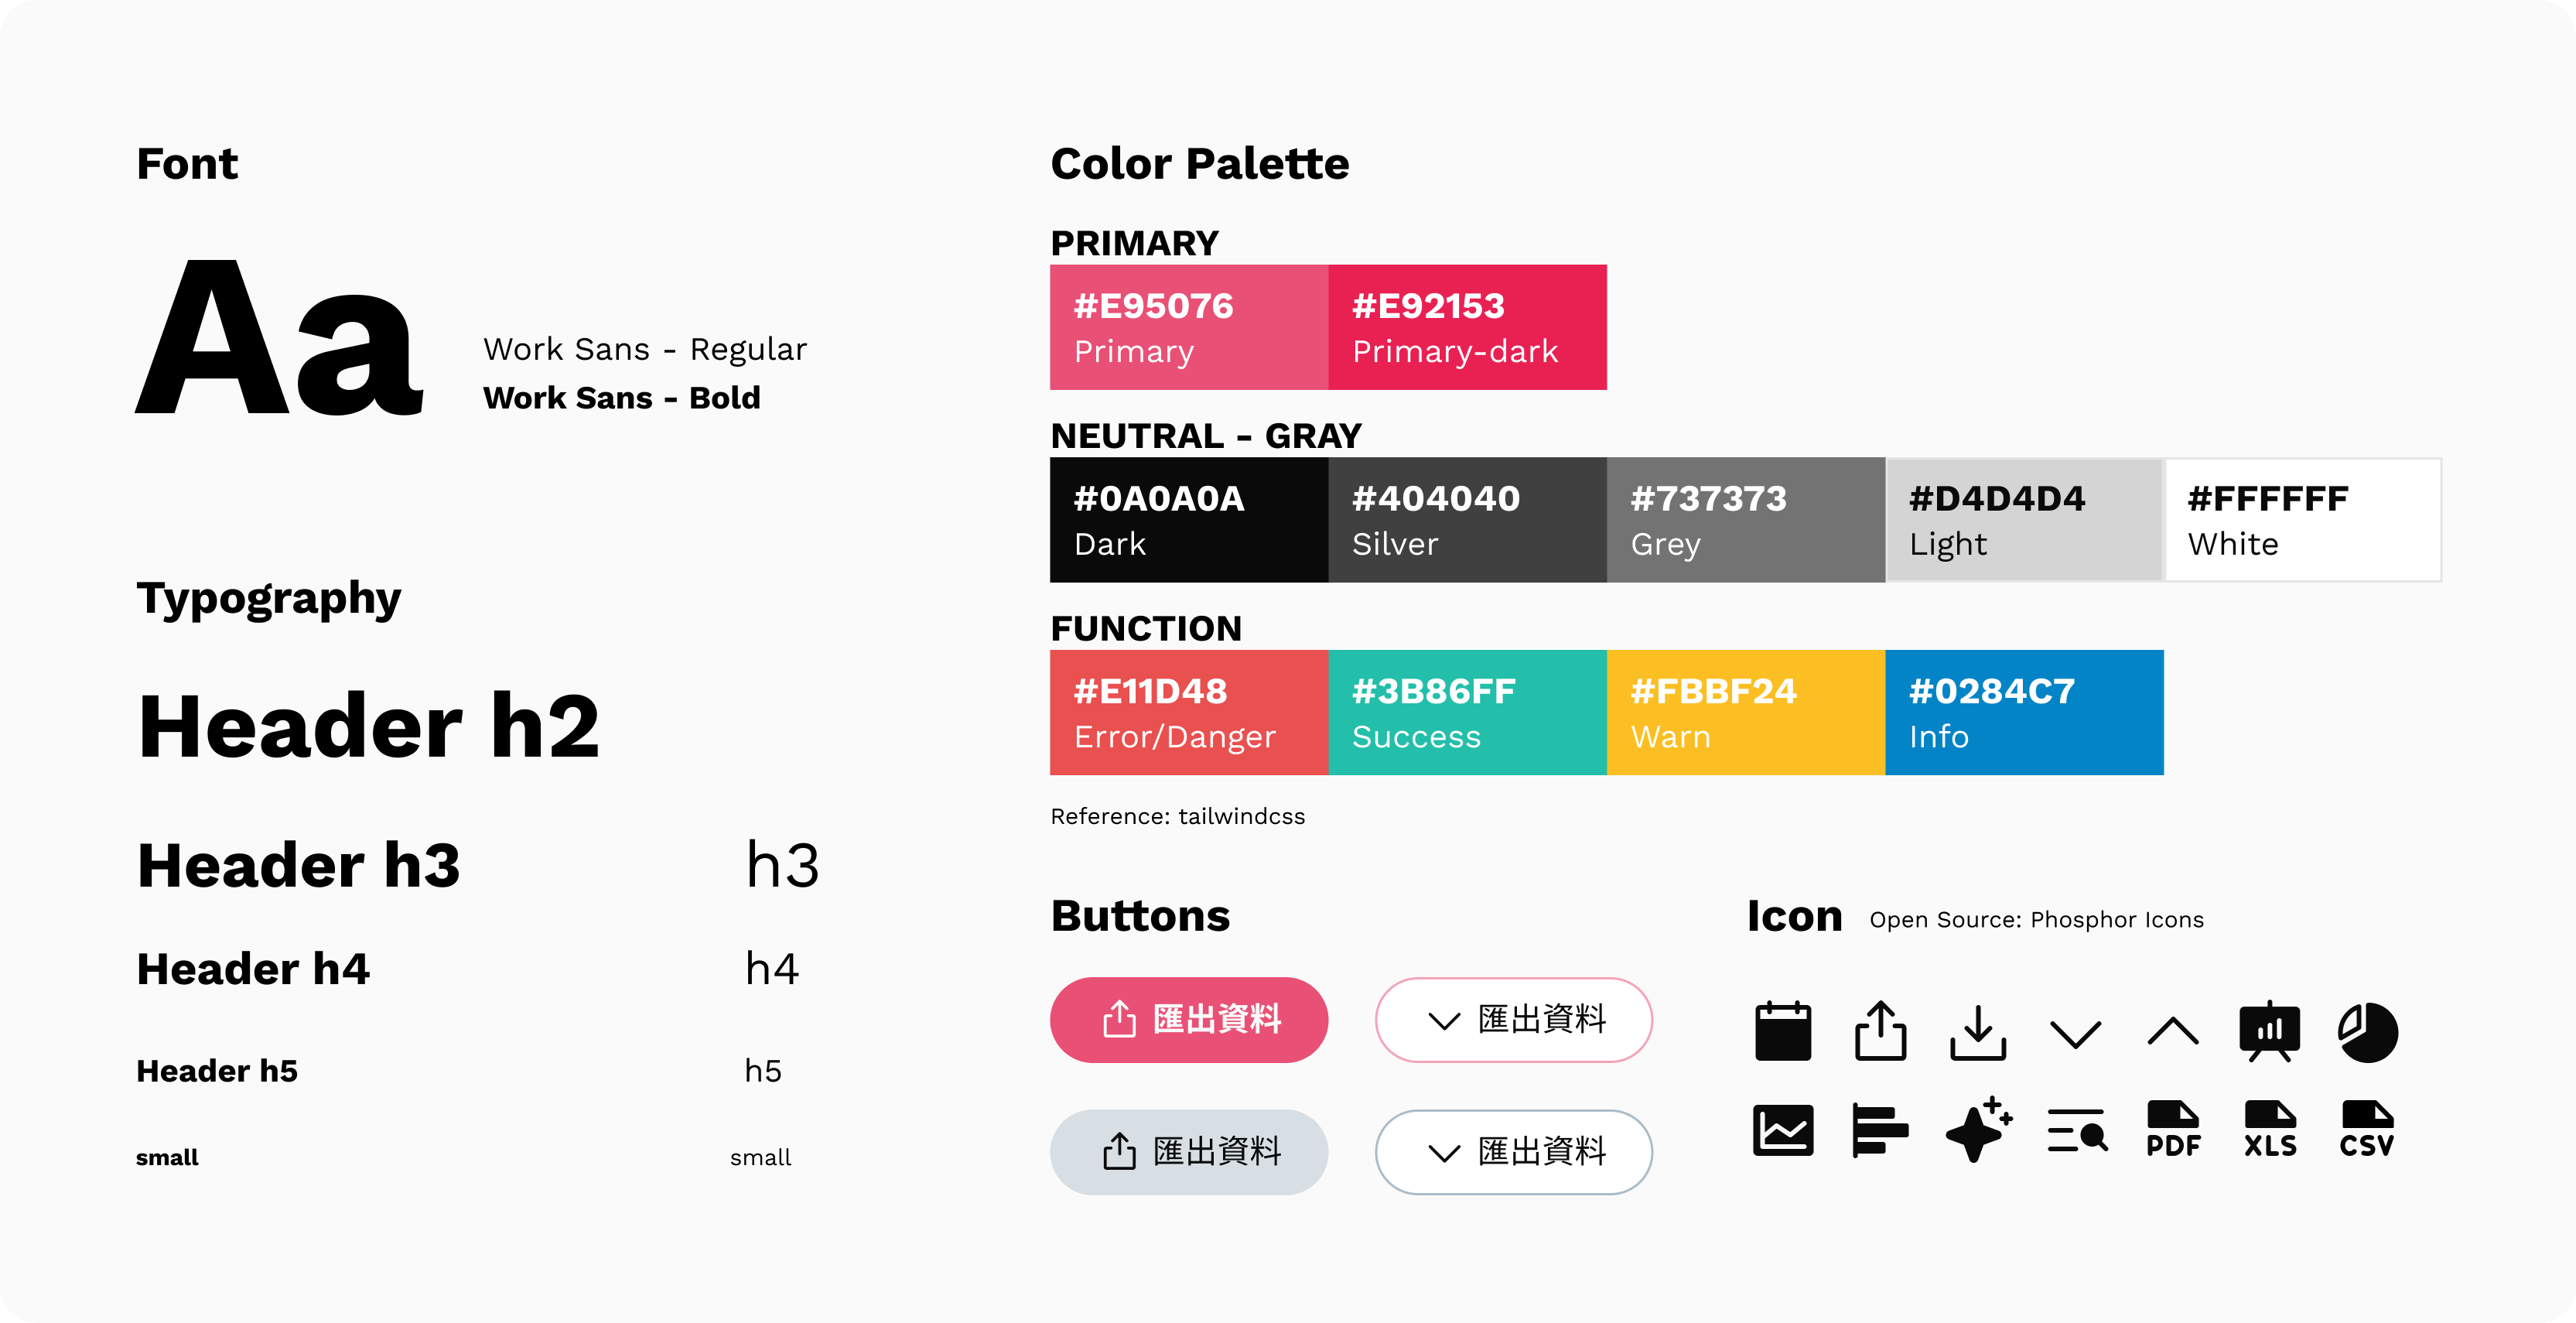 Font
Aa
Work Sans - Regular
Work Sans - Bold
Typography
Header h2
Header h3
h3
Header h4
h4
Header h5
h5
small
small
Color Palette
PRIMARY
#E95076
Primary
#E92153
Primary-dark
NEUTRAL - GRAY
#0A0A0A
Dark
#404040
Silver
#737373
Grey
#D4D4D4
Light
#FFFFFF
White
FUNCTION
#E11D48
Error/Danger
#3B86FF
Success
#FBBF24
Warn
#0284C7
Info
Reference: tailwindcss
Buttons
匯出資料
匯出資料
匯出資料
匯出資料
Icon
Open Source: Phosphor Icons
PDF
XLS
CSV